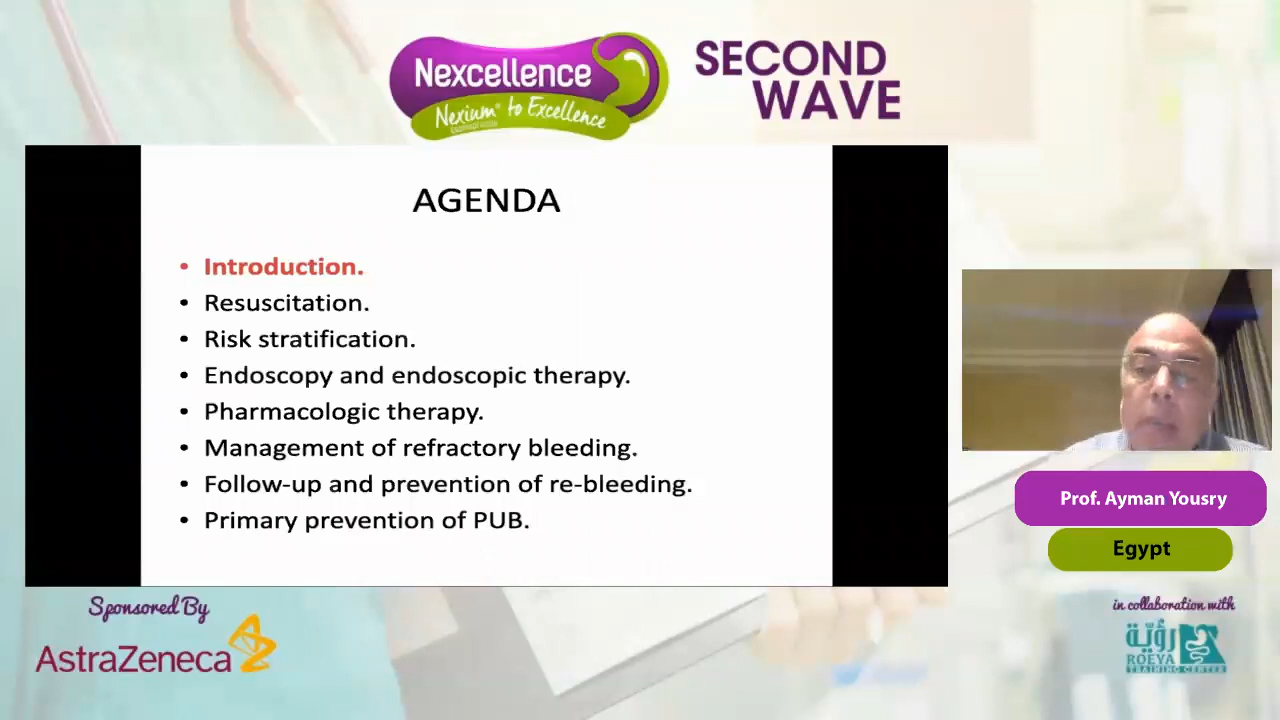 Nexcellence
Nexium® to Excellence
esomeprazole
SECOND
WAVE
AGENDA
• Introduction.
• Resuscitation.
• Risk stratification.
• Endoscopy and endoscopic therapy.
• Pharmacologic therapy.
• Management of refractory bleeding.
• Follow-up and prevention of re-bleeding.
• Primary prevention of PUB.
Prof. Ayman Yousry
Egypt
Sponsored By
AstraZeneca
in collaboration with
رؤية
ROEYA
TRAINING CENTER